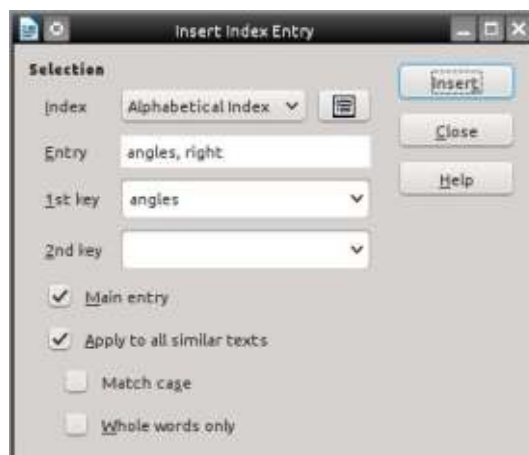 Insert Index Entry
Selection
Index Alphabetical Index
Entry angles, right
1st key angles
2nd key
Main entry
Apply to all similar texts
Match case
Whole words only
Insert
Close
Help